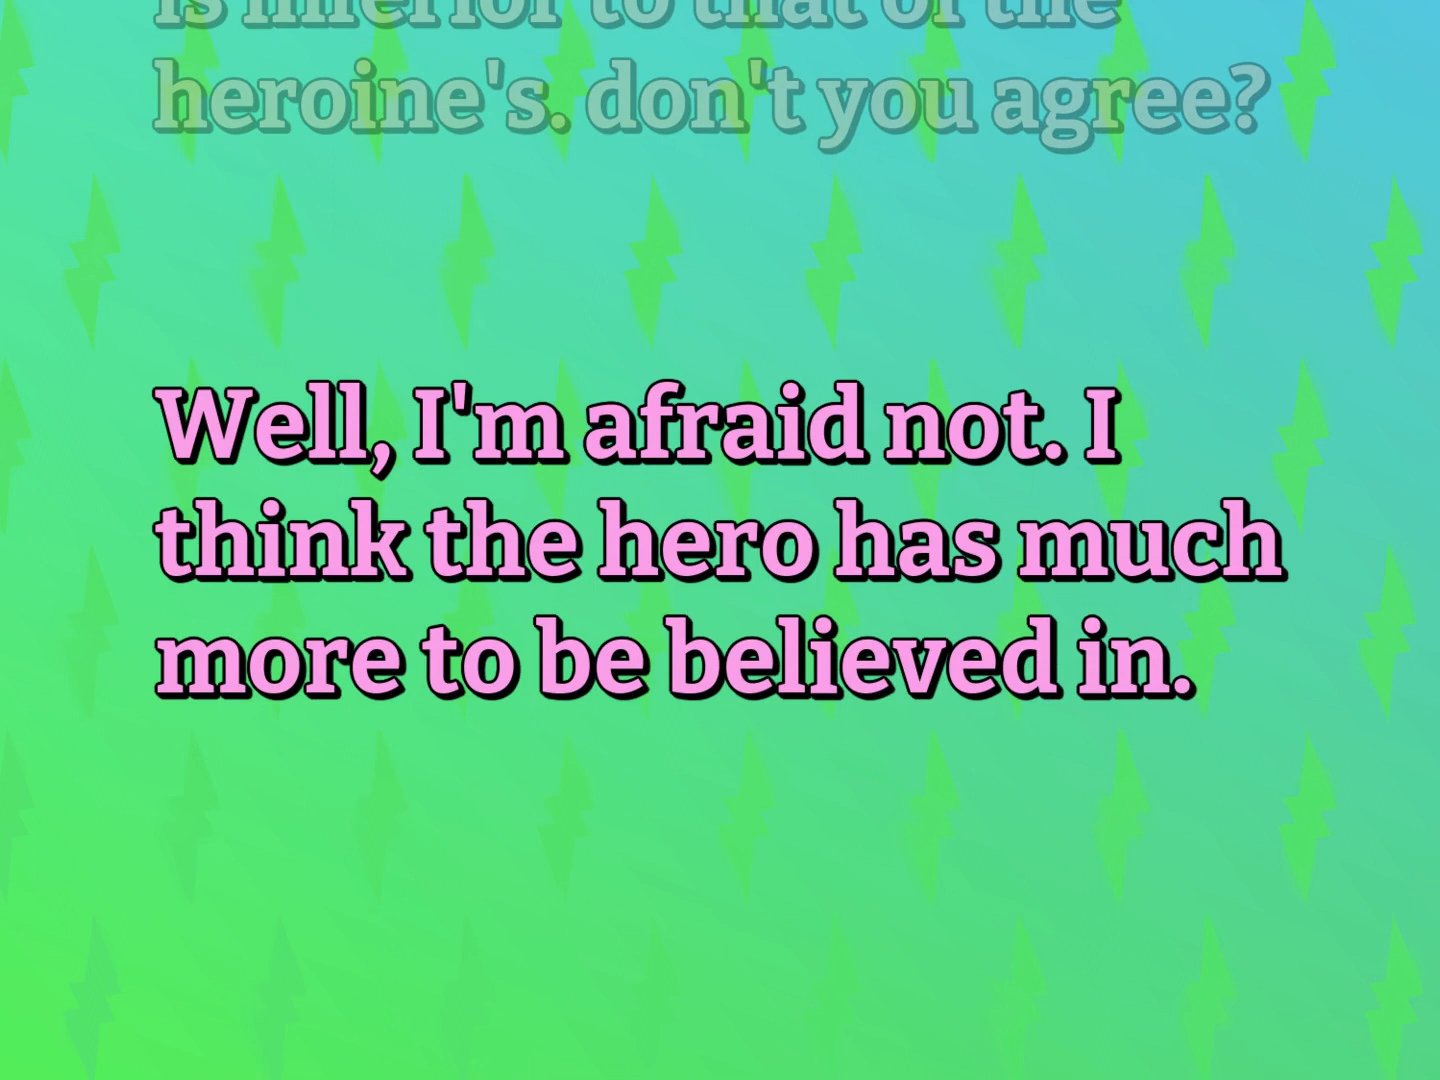 is inferior to that of the
heroine's. don't you agree?
Well, I'm afraid not. I
think the hero has much
more to be believed in.